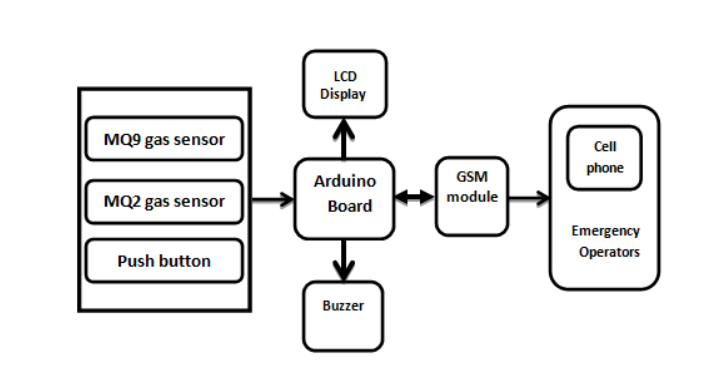 LCD
Display
MQ9 gas sensor
MQ2 gas sensor
Push button
Arduino
Board
GSM
module
Cell
phone
Emergency
Operators
Buzzer